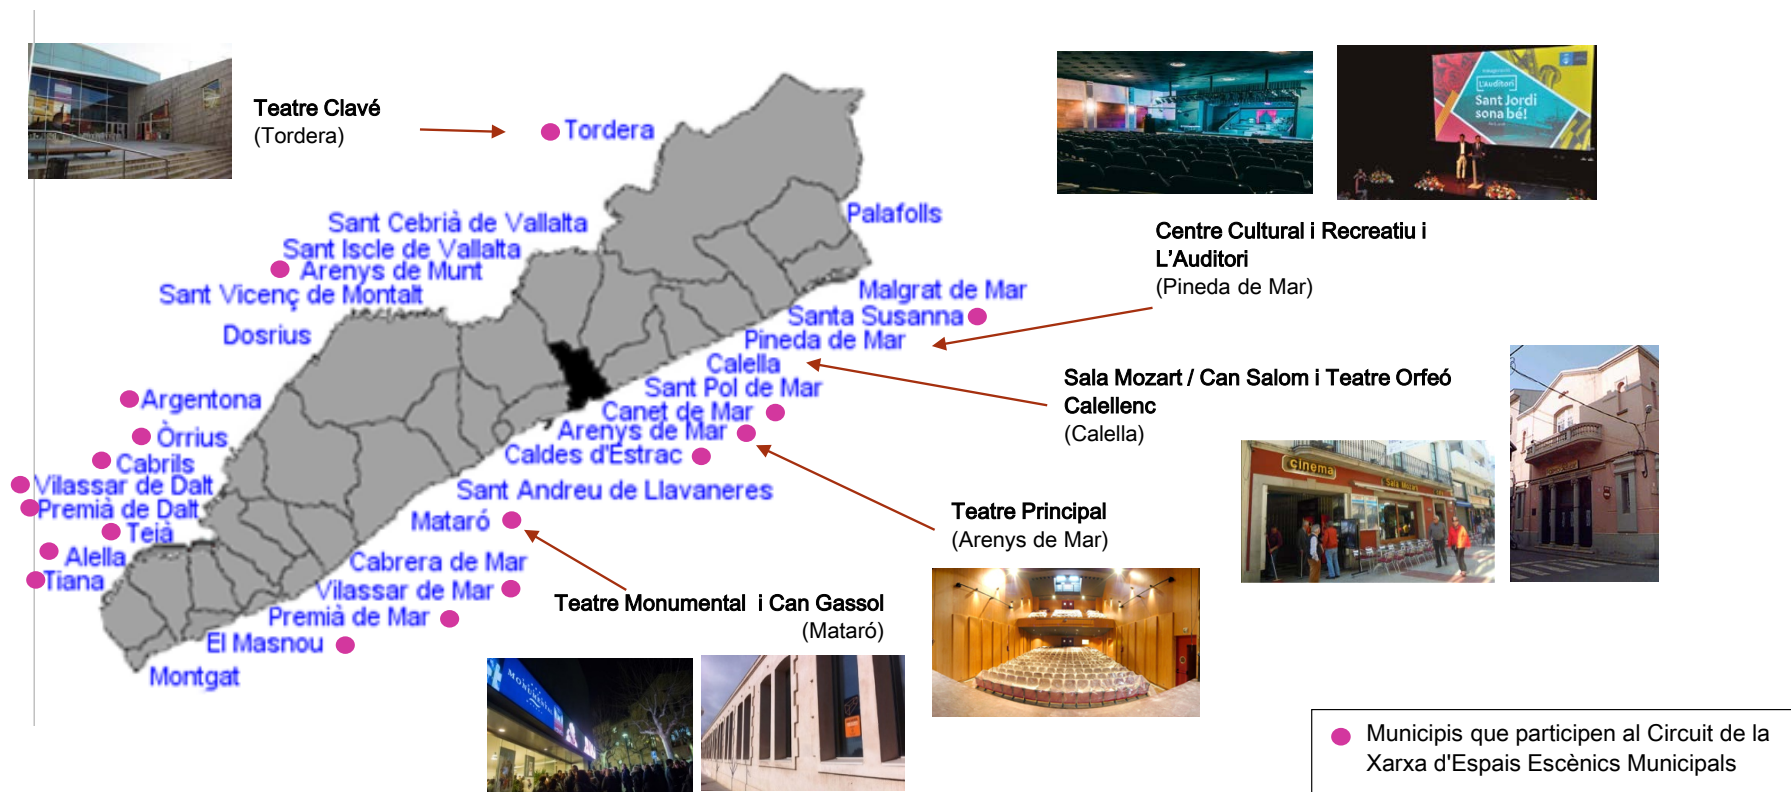 Teatre Clavé
(Tordera)
Tordera
L'Auditori
Sant Jordi
sona bé!
Sant Cebrià de Vallalta
Sant Iscle de Vallalta
Arenys de Munt
Sant Vicenç de Montalt
Dosrius
Palafolls
Centre Cultural i Recreatiu i
L'Auditori
(Pineda de Mar)
Malgrat de Mar
Santa Susanna
Pineda de Mar
Calella
Sant Pol de Mar
Canet de Mar
Arenys de Mar
Caldes d'Estrac
Sant Andreu de Llavaneres
Sala Mozart / Can Salom i Teatre Orfeó
Calellenc
(Calella)
cinema
Sala Mozart
Argentona
Òrrius
Cabrils
Vilassar de Dalt
Premià de Dalt
Teià
Alella
Tiana
Mataró
Cabrera de Mar
Vilassar de Mar
Premià de Mar
El Masnou
Montgat
Teatre Principal
(Arenys de Mar)
Teatre Monumental i Can Gassol
(Mataró)
MONUMENTAL
Municipis que participen al Circuit de la
Xarxa d'Espais Escènics Municipals